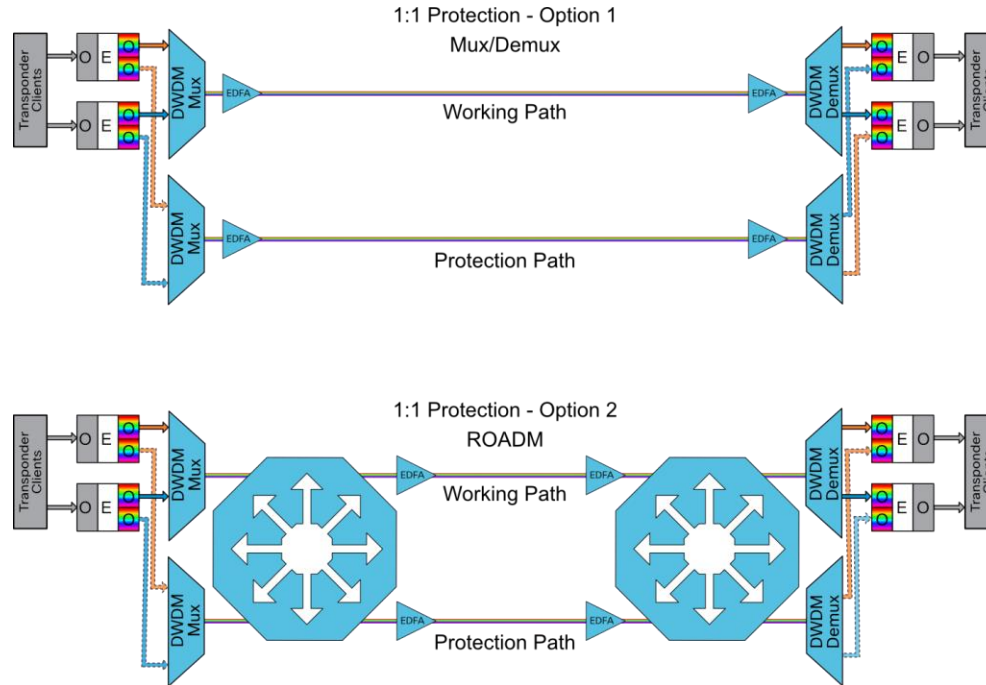 1:1 Protection - Option 1
Mux/Demux
Transponder
Clients
O E O
O
O E O
O
DWDM
Mux
EDFA
Working Path
EDFA
DWDM
Demux
O
O E O
O
O E O
Transponder
DWDM
Mux
EDFA
Protection Path
EDFA
DWDM
Demux
1:1 Protection - Option 2
ROADM
Transponder
Clients
O E O
O
O E O
O
DWDM
Mux
EDFA
Working Path
EDFA
DWDM
Demux
O
O E O
O
O E O
Transponder
DWDM
Mux
EDFA
Protection Path
EDFA
DWDM
Demux